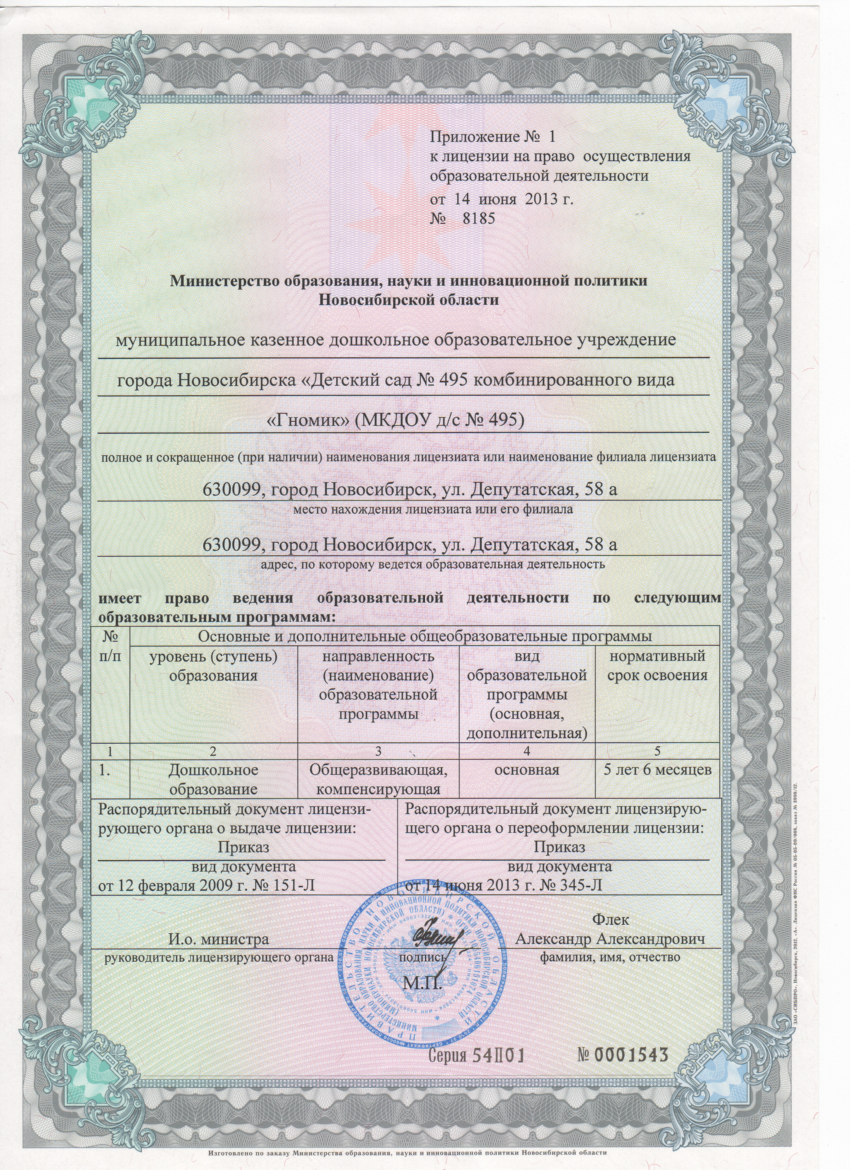 Приложение № 1
к лицензии на право осуществления
образовательной деятельности
от 14 июня 2013 г.
№ 8185
Министерство образования, науки и инновационной политики
Новосибирской области
муниципальное казенное дошкольное образовательное учреждение
города Новосибирска «Детский сад № 495 комбинированного вида
«Гномик» (МКДОУ д/с № 495)
полное и сокращенное (при наличии) наименования лицензиата или наименование филиала лицензиата
630099, город Новосибирск, ул. Депутатская, 58 а
место нахождения лицензиата или его филиала
630099, город Новосибирск, ул. Депутатская, 58 а
адрес, по которому ведется образовательная деятельность
имеет право ведения образовательной деятельности по следующим
образовательным программам:
№ п/п
Основные и дополнительные общеобразовательные программы
уровень (ступень)
образования
направленность
(наименование)
образовательной
программы
вид
образовательной
программы
(основная,
дополнительная)
нормативный
срок освоения
1 2 3 4 5
1.
Дошкольное
образование
Общеразвивающая,
компенсирующая
основная
5 лет 6 месяцев
Распорядительный документ лицензи-
рующего органа о выдаче лицензии:
Приказ
вид документа
от 12 февраля 2009 г. № 151-Л
Распорядительный документ лицензирую-
щего органа о переоформлении лицензии:
Приказ
вид документа
от 14 июня 2013 г. № 345-Л
И.о. министра
руководитель лицензирующего органа
подпись
М.П.
Флек
Александр Александрович
фамилия, имя, отчество
Серия 54П01 № 0001543
Изготовлено по заказу Министерства образования, науки и инновационной политики Новосибирской области